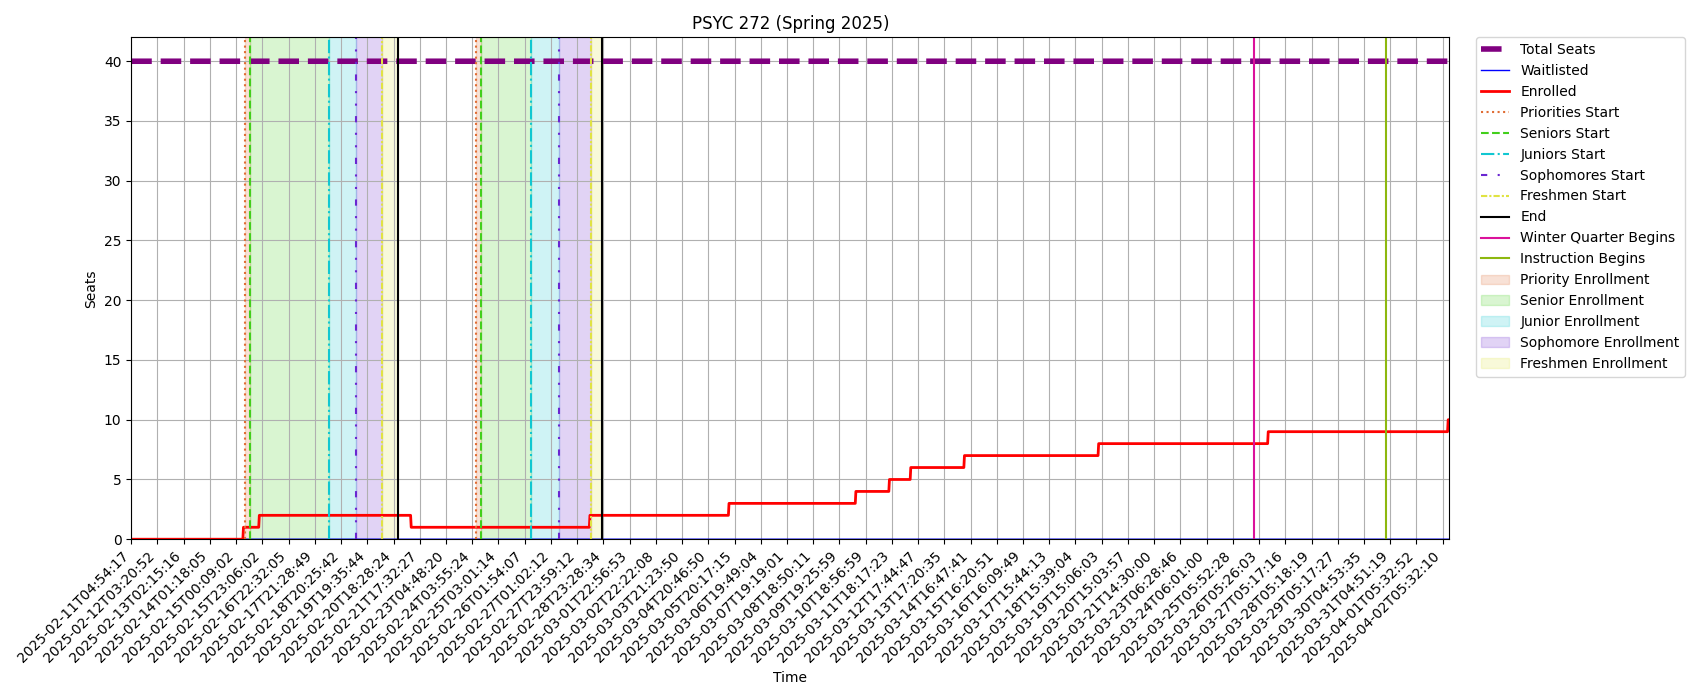 PSYC 272 (Spring 2025)
Seats
40
35
30
25
20
15
10
5
0
2025-02-11T04:54:17
2025-02-12T03:20:52
2025-02-13T02:15:16
2025-02-14T01:18:05
2025-02-15T00:09:02
2025-02-15T23:06:02
2025-02-16T22:32:05
2025-02-17T21:28:49
2025-02-18T20:25:42
2025-02-19T19:35:44
2025-02-20T18:28:24
2025-02-21T17:32:27
2025-02-23T04:48:20
2025-02-24T03:55:24
2025-02-25T03:01:14
2025-02-26T01:54:07
2025-02-27T01:02:12
2025-02-27T23:59:12
2025-02-28T23:28:34
2025-03-01T22:56:53
2025-03-02T22:22:08
2025-03-03T21:23:50
2025-03-04T20:46:50
2025-03-05T20:17:15
2025-03-06T19:49:04
2025-03-07T19:19:01
2025-03-08T18:50:11
2025-03-09T19:25:59
2025-03-10T18:56:59
2025-03-11T18:17:23
2025-03-12T17:44:47
2025-03-13T17:20:35
2025-03-14T16:47:41
2025-03-15T16:20:51
2025-03-16T16:09:49
2025-03-17T15:44:13
2025-03-18T15:39:04
2025-03-19T15:06:03
2025-03-20T15:03:57
2025-03-21T14:30:00
2025-03-23T06:28:46
2025-03-24T06:01:00
2025-03-25T05:52:28
2025-03-26T05:26:03
2025-03-27T05:17:16
2025-03-28T05:18:19
2025-03-29T05:17:27
2025-03-30T04:53:35
2025-03-31T04:51:19
2025-04-01T05:32:52
2025-04-02T05:32:10
Time
Total Seats
Waitlisted
Enrolled
Priorities Start
Seniors Start
Juniors Start
Sophomores Start
Freshmen Start
End
Winter Quarter Begins
Instruction Begins
Priority Enrollment
Senior Enrollment
Junior Enrollment
Sophomore Enrollment
Freshmen Enrollment